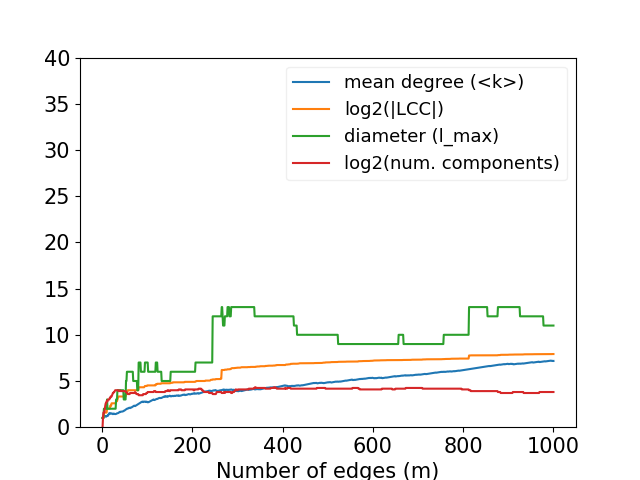 40
35
30
25
20
15
10
5
0
mean degree (<k>)
log2(|LCC|)
diameter (l_max)
log2(num. components)
0 200 400 600 800 1000
Number of edges (m)